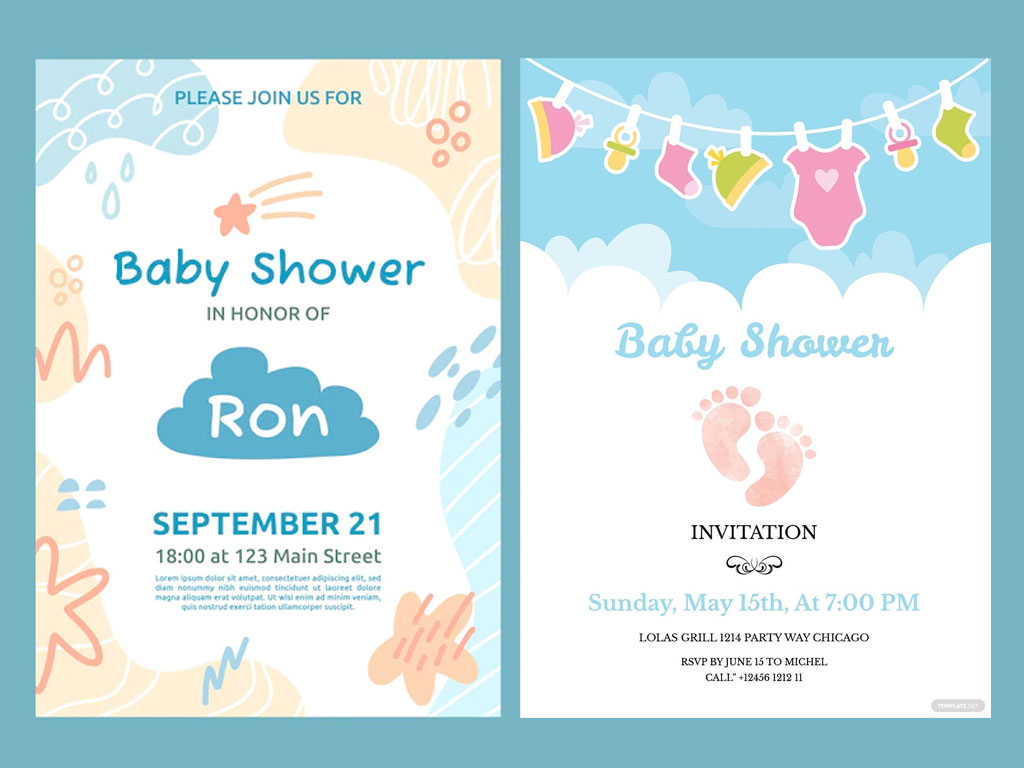 PLEASE JOIN US FOR
Baby Shower
IN HONOR OF
Ron
SEPTEMBER 21
18:00 at 123 Main Street
Lorem ipsum dolor sit amet, consectetuer adipiscing elit, sed
diam nonummy nibh euismod tincidunt ut laoreet dolore
magna aliquam erat volutpat. Ut wisi enim ad minim veniam,
quis nostrud exerci tation ullamcorper suscipit.
Baby Shower
INVITATION
Sunday, May 15th, At 7:00 PM
LOLAS GRILL 1214 PARTY WAY CHICAGO
RSVP BY JUNE 15 TO MICHEL
CALL" +12456 1212 11
TEMPLATE.NET